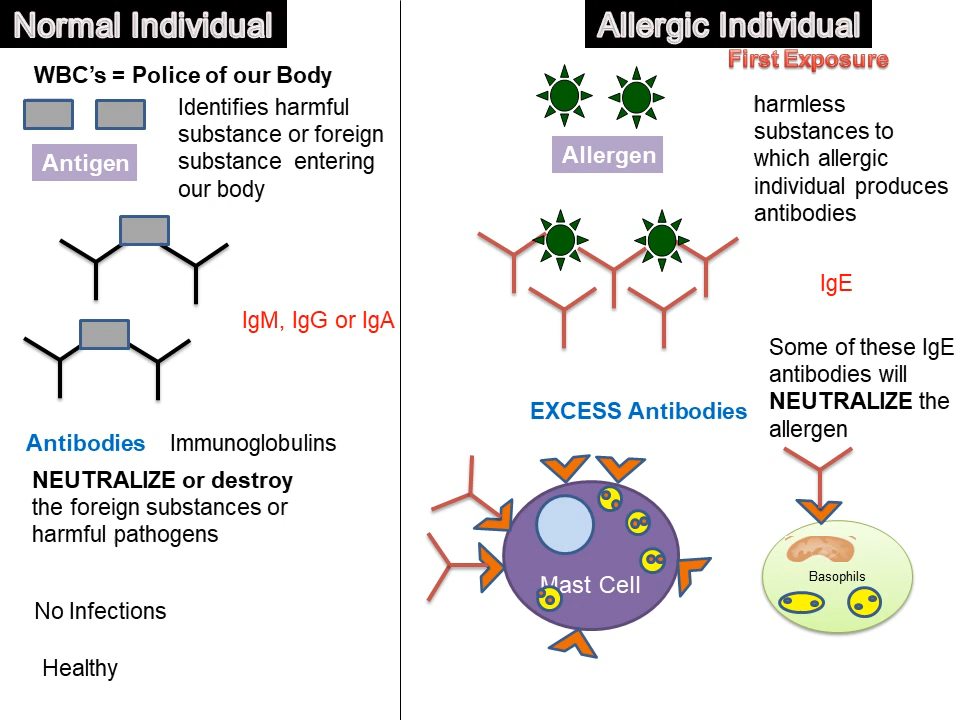 Normal Individual
WBC’s = Police of our Body
Identifies harmful
substance or foreign
substance entering
our body
Antigen
IgM, IgG or IgA
Antibodies Immunoglobulins
NEUTRALIZE or destroy
the foreign substances or
harmful pathogens
No Infections
Healthy
Allergic Individual
First Exposure
harmless
substances to
which allergic
individual produces
antibodies
Allergen
IgE
Some of these IgE
antibodies will
NEUTRALIZE the
allergen
EXCESS Antibodies
Mast Cell
Basophils